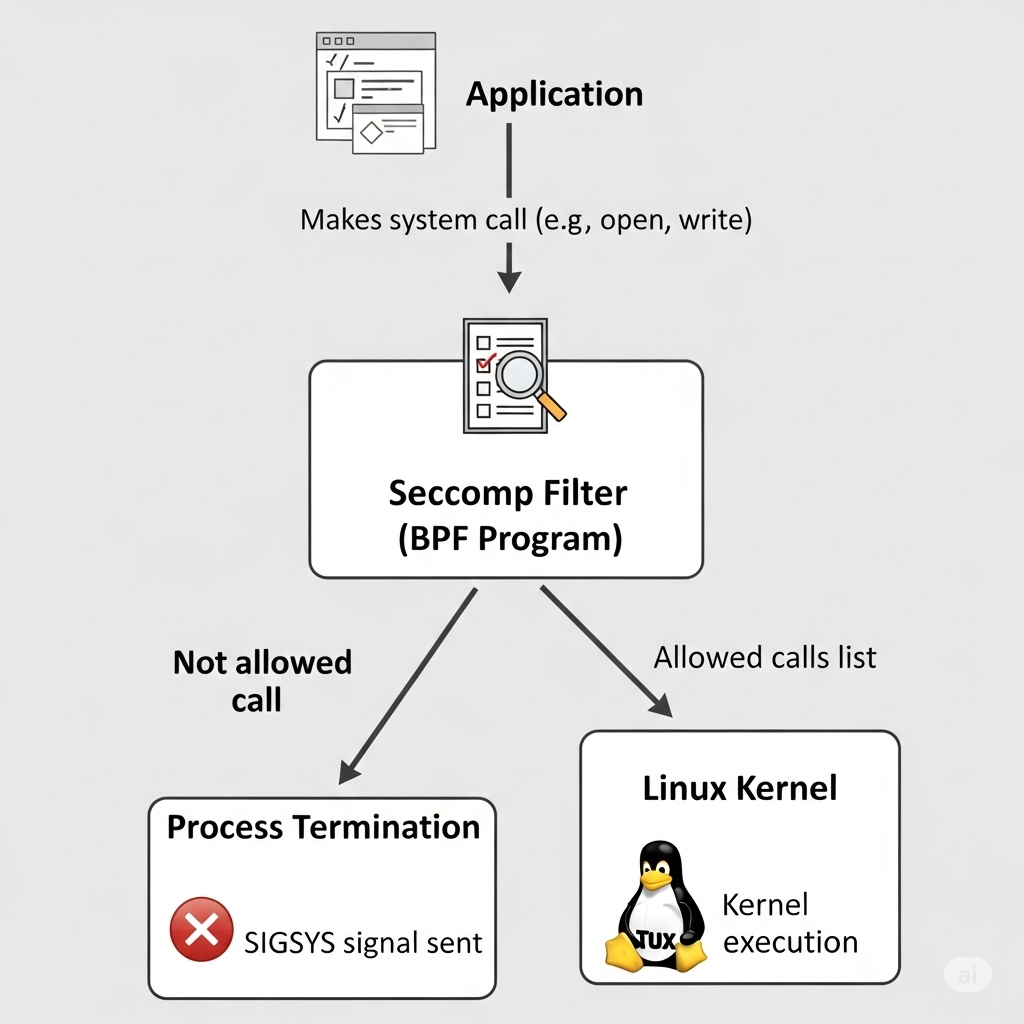 Application
Makes system call (e.g, open, write)
Seccomp Filter
(BPF Program)
Not allowed
call
Allowed calls list
Process Termination
SIGSYS signal sent
Linux Kernel
TUX
Kernel
execution
ai